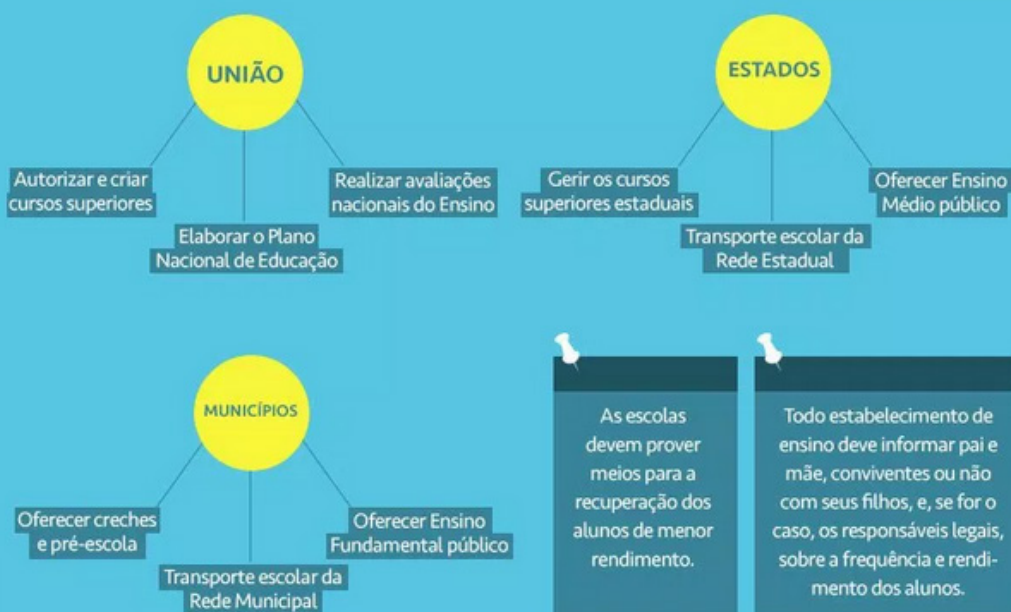 UNIÃO
Autorizar e criar
cursos superiores
Elaborar o Plano
Nacional de Educação
Realizar avaliações
nacionais do Ensino
ESTADOS
Gerir os cursos
superiores estaduais
Transporte escolar da
Rede Estadual
Oferecer Ensino
Médio público
MUNICÍPIOS
Oferecer creches
e pré-escola
Transporte escolar da
Rede Municipal
Oferecer Ensino
Fundamental público
As escolas
devem prover
meios para a
recuperação dos
alunos de menor
rendimento.
Todo estabelecimento de
ensino deve informar pai e
mãe, conviventes ou não
com seus filhos, e, se for o
caso, os responsáveis legais,
sobre a frequência e rendi-
mento dos alunos.